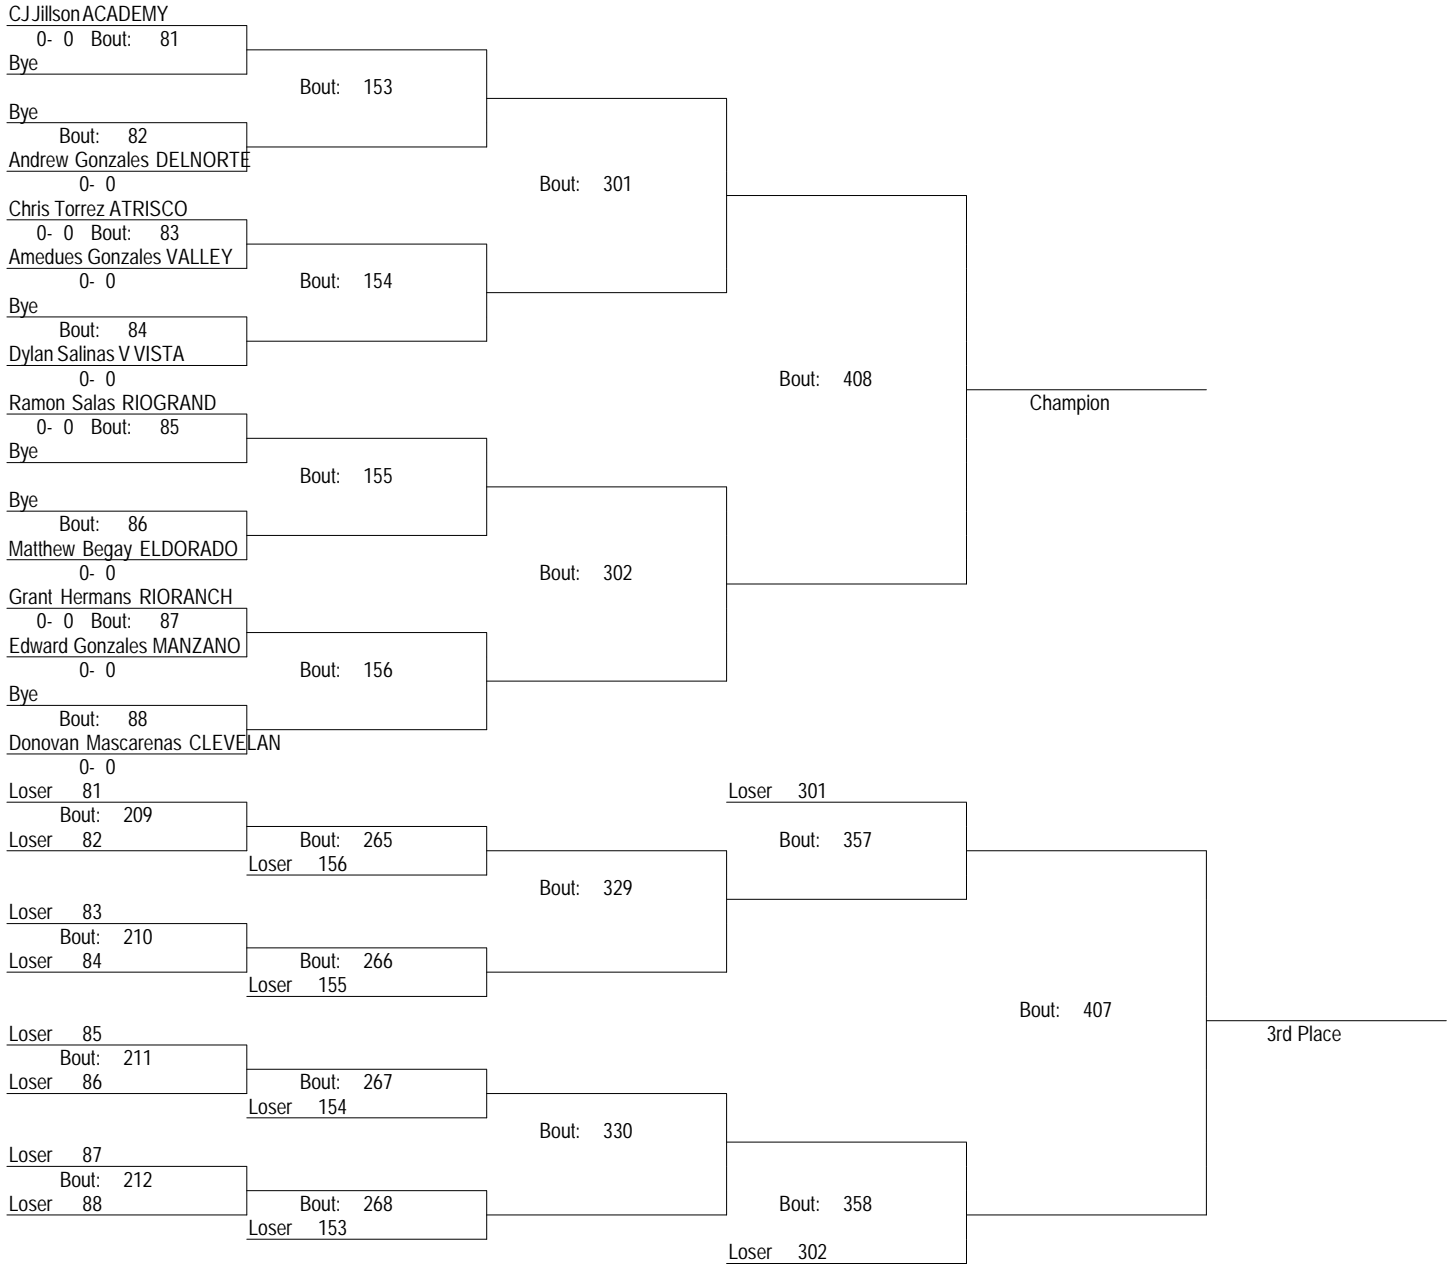 CJ Jillson ACADEMY
0- 0 Bout: 81
Bye
Bout: 153
Bye
Bout: 82
Andrew Gonzales DELNORTE
0- 0
Bout: 301
Chris Torrez ATRISCO
0- 0 Bout: 83
Amedues Gonzales VALLEY
0- 0
Bout: 154
Bye
Bout: 84
Dylan Salinas V VISTA
0- 0
Bout: 408
Champion
Ramon Salas RIOGRAND
0- 0 Bout: 85
Bye
Bout: 155
Bye
Bout: 86
Matthew Begay ELDORADO
0- 0
Bout: 302
Grant Hermans RIORANCH
0- 0 Bout: 87
Edward Gonzales MANZANO
0- 0
Bout: 156
Bye
Bout: 88
Donovan Mascarenas CLEVELAN
0- 0
Loser 81
Bout: 209
Loser 82
Bout: 265
Loser 156
Bout: 329
Loser 301
Bout: 357
Loser 83
Bout: 210
Loser 84
Bout: 266
Loser 155
Bout: 407
3rd Place
Loser 85
Bout: 211
Loser 86
Bout: 267
Loser 154
Bout: 330
Loser 87
Bout: 212
Loser 88
Bout: 268
Loser 153
Bout: 358
Loser 302